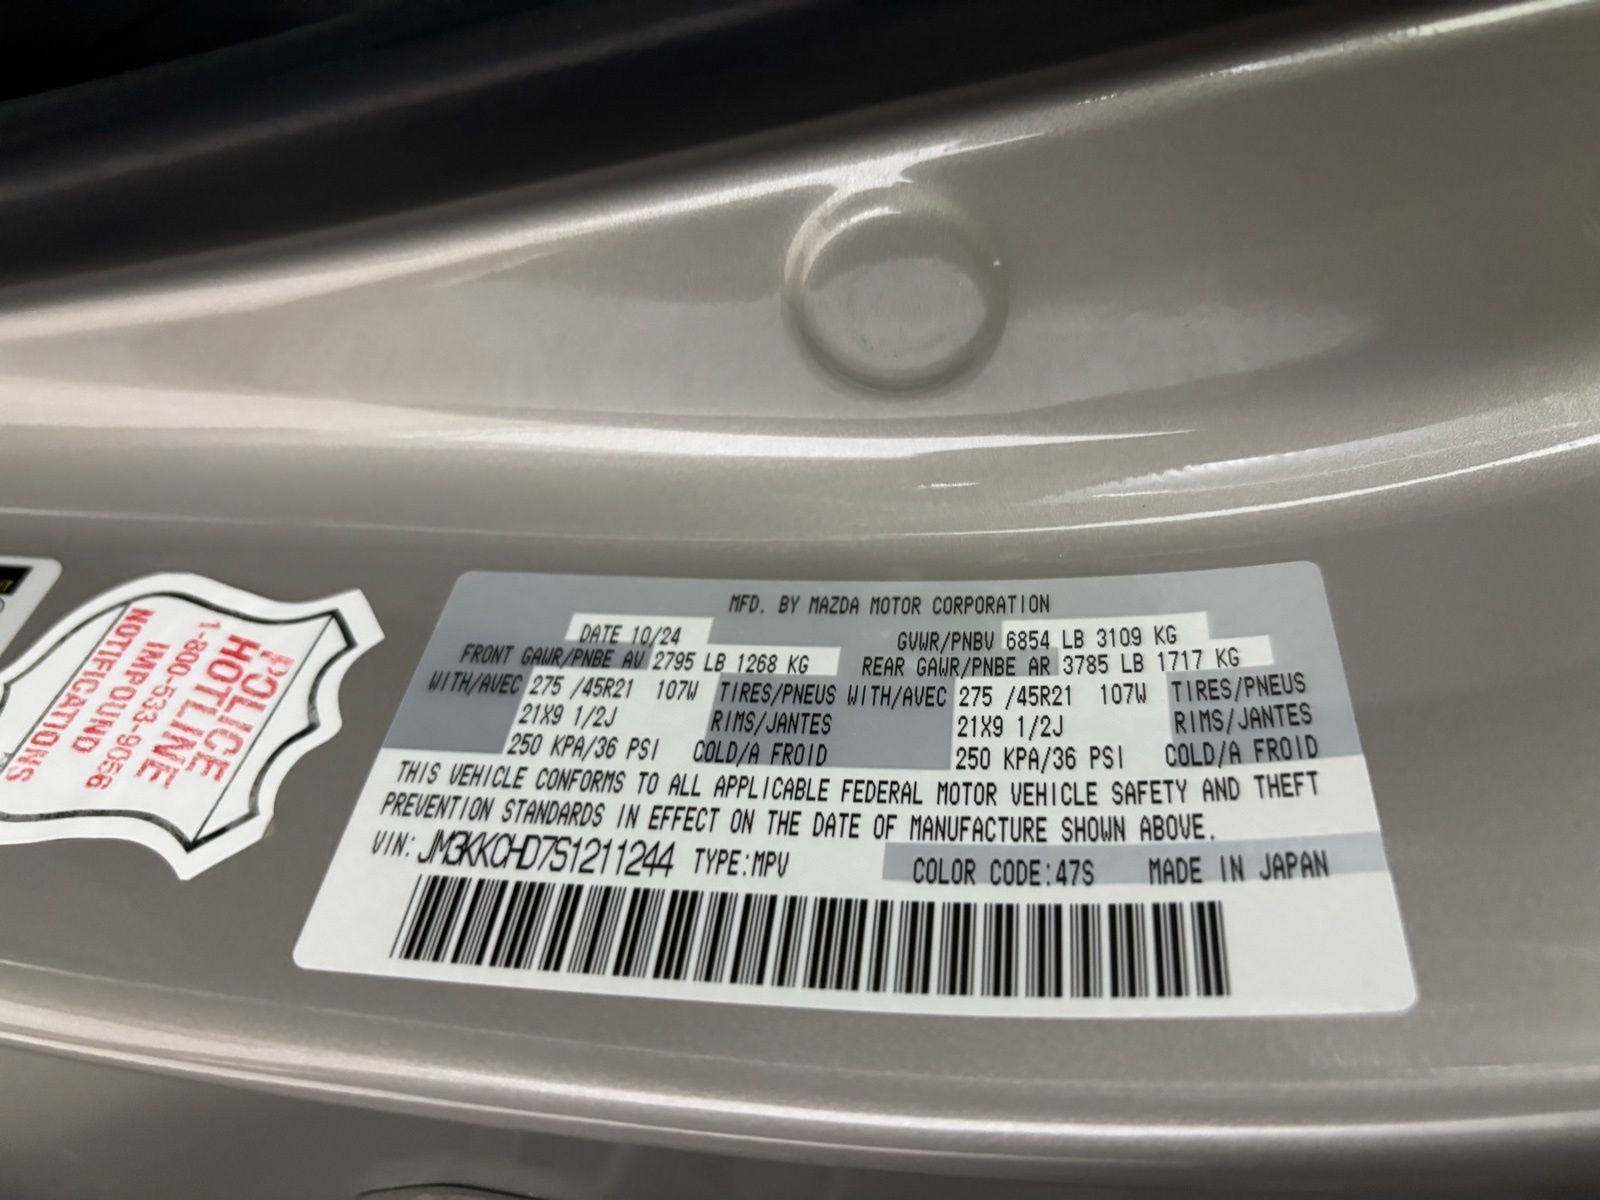 MFD. BY MAZDA MOTOR CORPORATION
DATE 10/24 GVWR/PNBV 6854 LB 3109 KG
FRONT GAWR/PNBE AV 2795 LB 1268 KG REAR GAWR/PNBE AR 3785 LB 1717 KG
WITH/AVEC 275 /45R21 107W TIRES/PNEUS WITH/AVEC 275 /45R21 107W TIRES/PNEUS
21X9 1/2J RIMS/JANTES 21X9 1/2J RIMS/JANTES
250 KPA/36 PSI COLD/A FROID 250 KPA/36 PSI COLD/A FROID
THIS VEHICLE CONFORMS TO ALL APPLICABLE FEDERAL MOTOR VEHICLE SAFETY AND THEFT
PREVENTION STANDARDS IN EFFECT ON THE DATE OF MANUFACTURE SHOWN ABOVE.
VIN: JM3KKCHD7S1211244 TYPE:MPV COLOR CODE:47S MADE IN JAPAN
POLICE
HOTLINE
1-800-533-9056
IMPOUND
NOTIFICATIONS